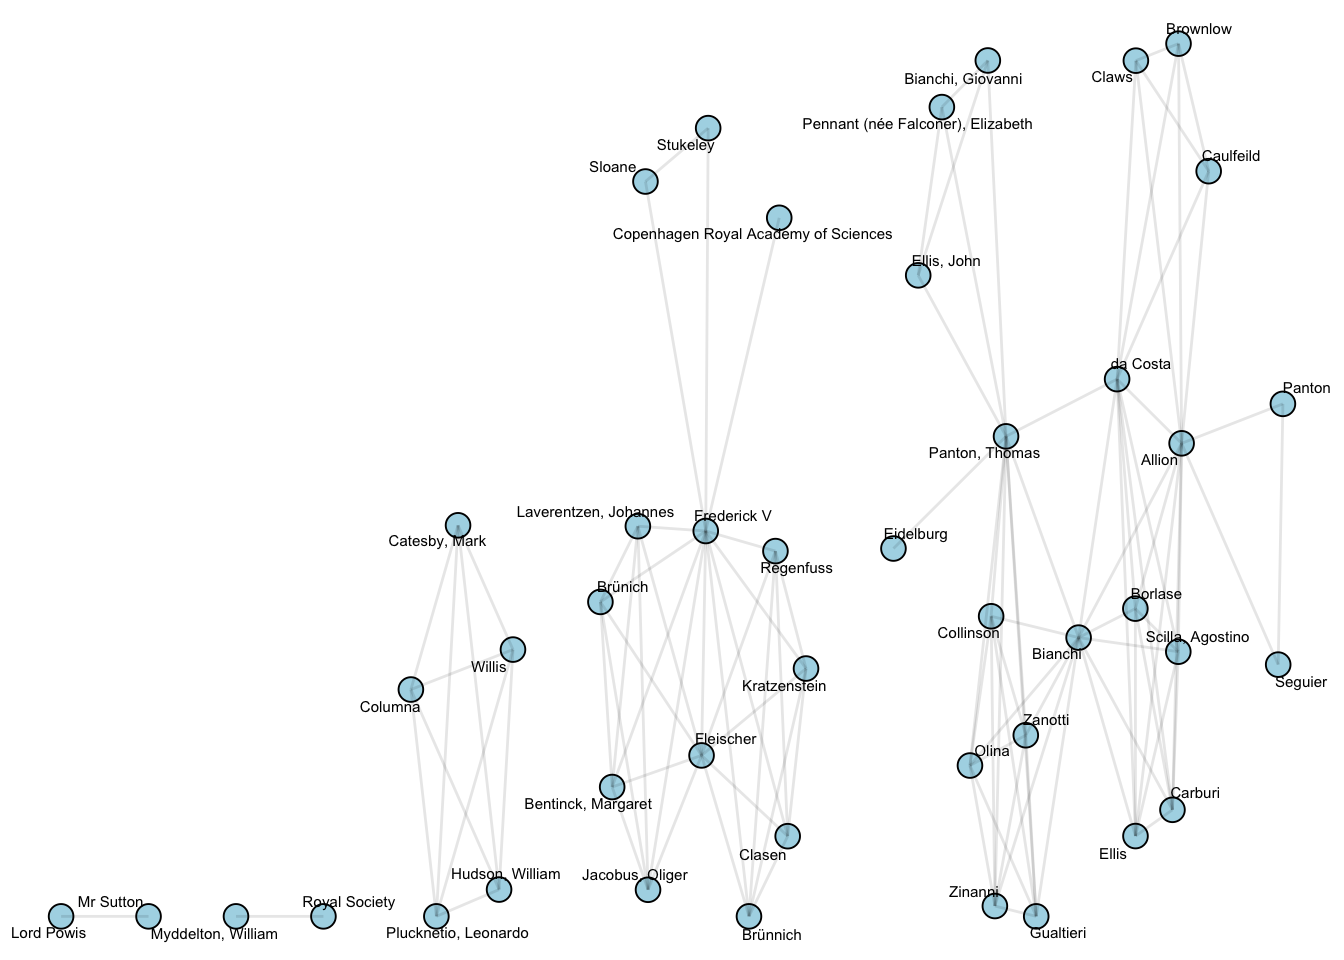 Brownlow
Claws
Bianchi, Giovanni
Pennant (née Falconer), Elizabeth
Stukeley
Caulfeild
Sloane
Copenhagen Royal Academy of Sciences
Ellis, John
da Costa
Panton
Panton, Thomas
Allion
Laverentzen, Johannes
Frederick V
Eidelburg
Catesby, Mark
Regenfuss
Brünich
Borlase
Collinson
Scilla, Agostino
Bianchi
Willis
Kratzenstein
Seguier
Columna
Zanotti
Fleischer
Olina
Carburi
Bentinck, Margaret
Clasen
Ellis
Hudson, William
Jacobus, Oliger
Zinanni
Mr Sutton
Royal Society
Lord Powis
Myddelton, William
Plucknetio, Leonardo
Brünnich
Gualtieri